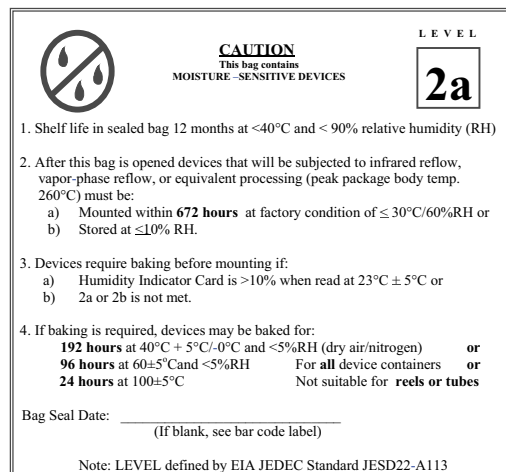 LEVEL
CAUTION
This bag contains
MOISTURE –SENSITIVE DEVICES
2a
1. Shelf life in sealed bag 12 months at <40°C and < 90% relative humidity (RH)
2. After this bag is opened devices that will be subjected to infrared reflow,
vapor-phase reflow, or equivalent processing (peak package body temp.
260°C) must be:
a) Mounted within 672 hours at factory condition of ≤ 30°C/60%RH or
b) Stored at ≤10% RH.
3. Devices require baking before mounting if:
a) Humidity Indicator Card is >10% when read at 23°C ± 5°C or
b) 2a or 2b is not met.
4. If baking is required, devices may be baked for:
192 hours at 40°C + 5°C/-0°C and <5%RH (dry air/nitrogen) or
96 hours at 60±5°Cand <5%RH For all device containers or
24 hours at 100±5°C Not suitable for reels or tubes
Bag Seal Date: ______________________________
(If blank, see bar code label)
Note: LEVEL defined by EIA JEDEC Standard JESD22-A113